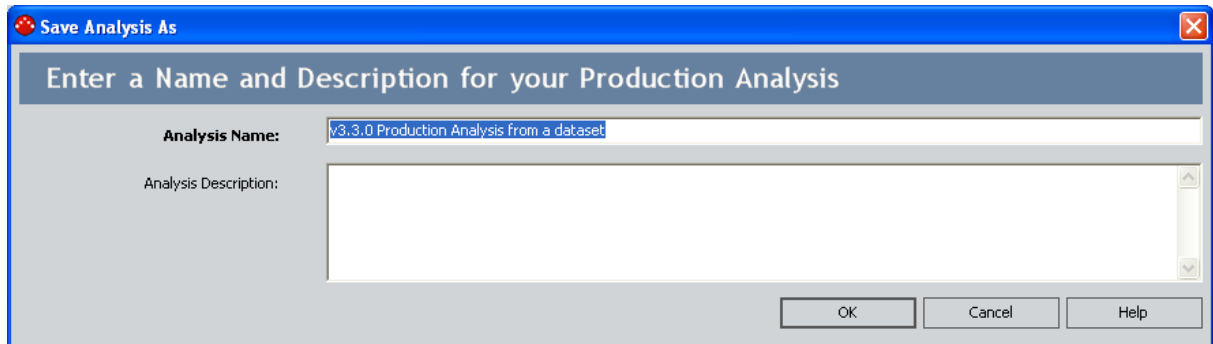 Save Analysis As
Enter a Name and Description for your Production Analysis
Analysis Name:
v3.3.0 Production Analysis from a dataset
Analysis Description:
OK Cancel Help